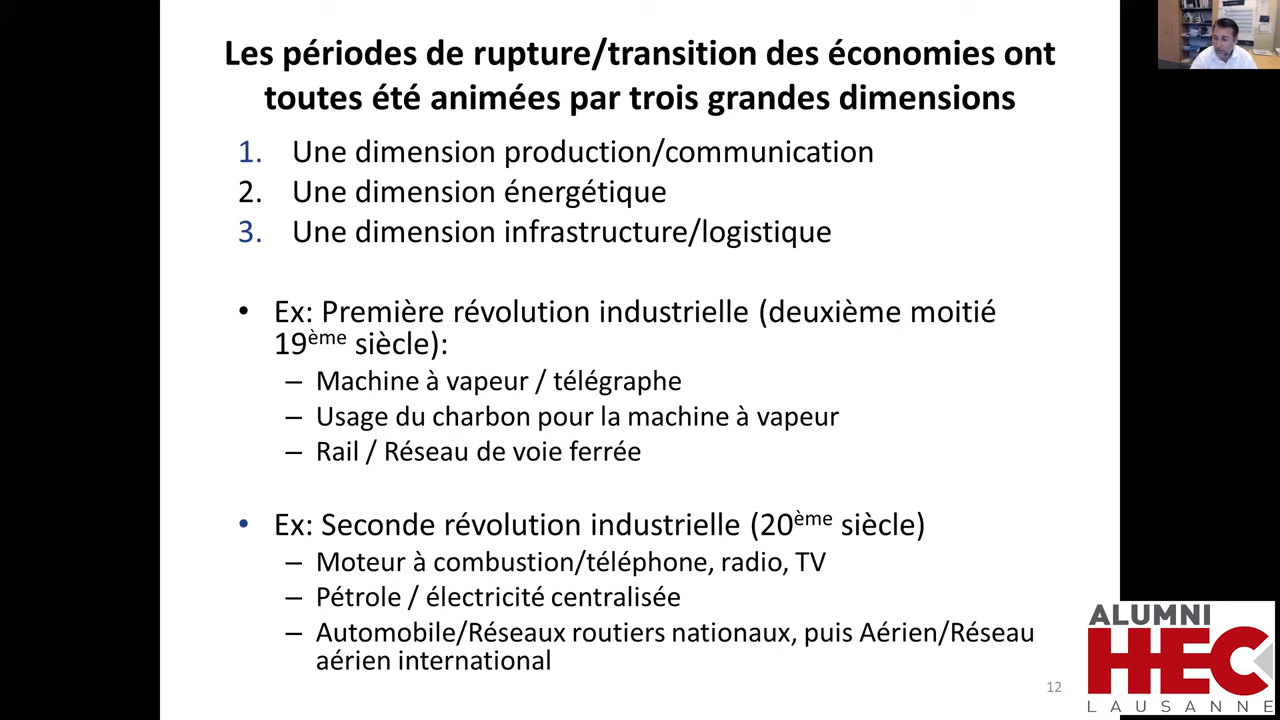 Les périodes de rupture/transition des économies ont
toutes été animées par trois grandes dimensions
1. Une dimension production/communication
2. Une dimension énergétique
3. Une dimension infrastructure/logistique
• Ex: Première révolution industrielle (deuxième moitié
19ème siècle):
– Machine à vapeur / télégraphe
– Usage du charbon pour la machine à vapeur
– Rail / Réseau de voie ferrée
• Ex: Seconde révolution industrielle (20ème siècle)
– Moteur à combustion/téléphone, radio, TV
– Pétrole / électricité centralisée
– Automobile/Réseaux routiers nationaux, puis Aérien/Réseau
aérien international
12
ALUMNI
HEC
LAUSANNE